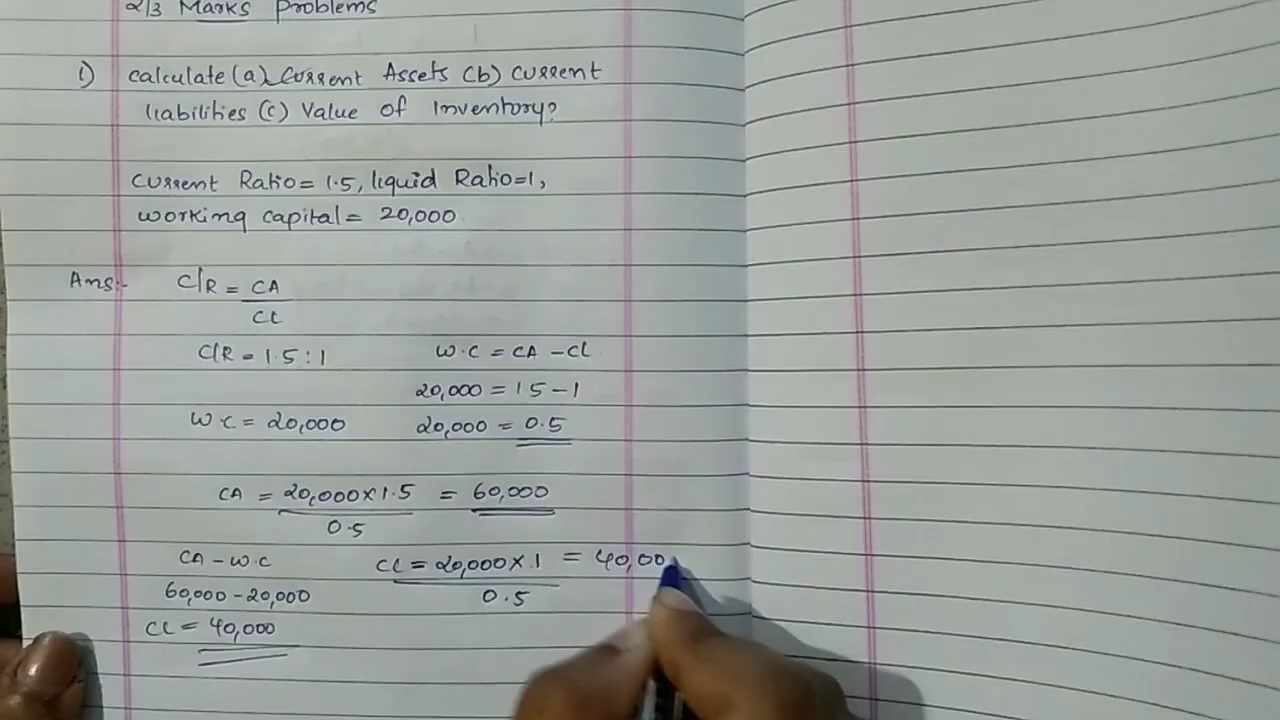 2/3 Marks Problems
1) calculate (a) Current Assets (b) Current
liabilities (c) Value of Inventory?
Current Ratio = 1.5, liquid Ratio = 1,
working capital = 20,000
Ans:- C/R = CA
CL
C/R = 1.5 : 1 W.C = CA - CL
20,000 = 1 5 - 1
W C = 20,000 20,000 = 0.5
CA = 20,000 x 1.5 = 60,000
0.5
CA - W.C CL = 20,000 x 1 = 40,00
60,000 - 20,000 0.5
CL = 40,000